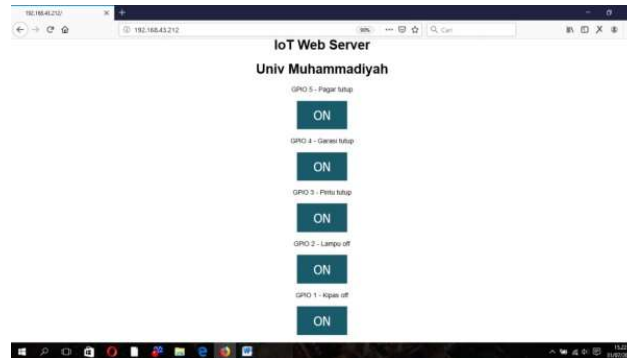 192.168.43.212/
192.168.43.212
90%
Cari
IoT Web Server
Univ Muhammadiyah
GPIO 5 - Pagar tutup
ON
GPIO 4 - Garasi tutup
ON
GPIO 3 - Pintu tutup
ON
GPIO 2 - Lampu off
ON
GPIO 1 - Kipas off
ON